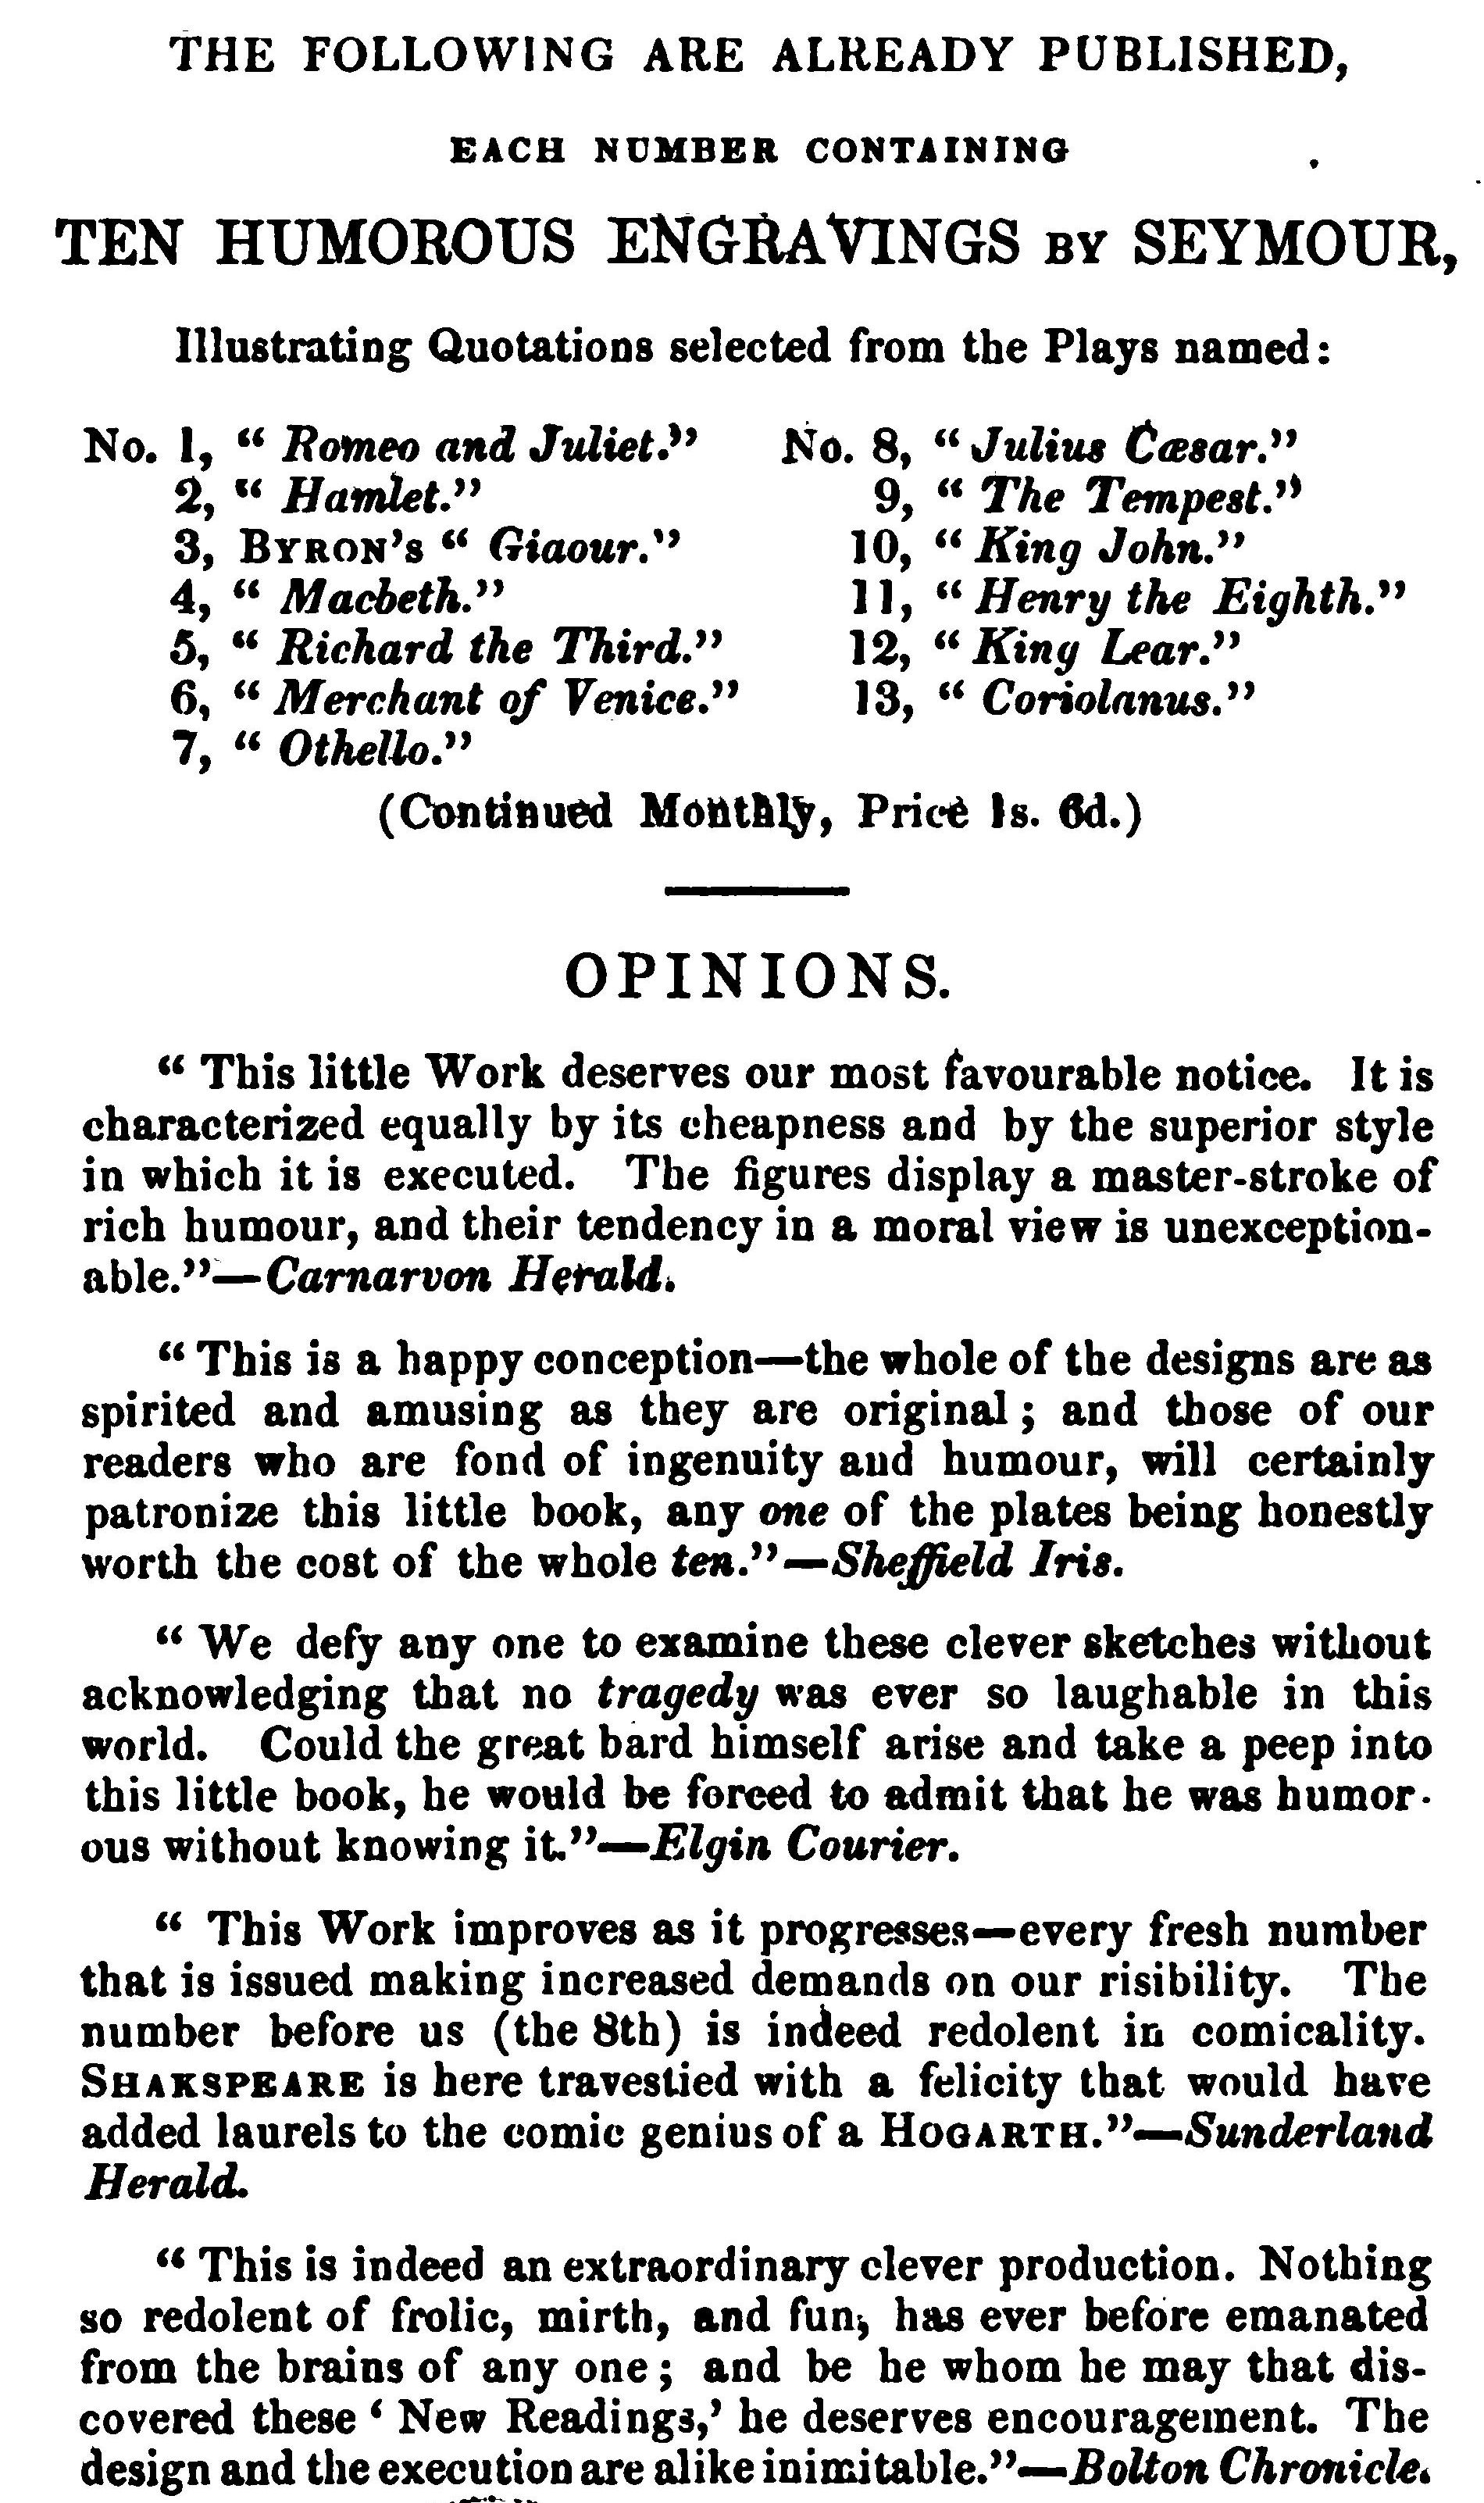 THE FOLLOWING ARE ALREADY PUBLISHED,
EACH NUMBER CONTAINING
TEN HUMOROUS ENGRAVINGS BY SEYMOUR,
Illustrating Quotations selected from the Plays named:
No. 1, “ Romeo and Juliet.”
2, “ Hamlet.”
3, BYRON’S “ Giaour.”
4, “ Macbeth.”
5, “ Richard the Third.”
6, “ Merchant of Venice.”
7, “ Othello.”
No. 8, “ Julius Cæsar.”
9, “ The Tempest.”
10, “ King John.”
11, “ Henry the Eighth.”
12, “ King Lear.”
13, “ Coriolanus.”
(Continued Monthly, Price 1s. 6d.)
OPINIONS.
“ This little Work deserves our most favourable notice. It is
characterized equally by its cheapness and by the superior style
in which it is executed. The figures display a master-stroke of
rich humour, and their tendency in a moral view is unexception-
able.”—Carnarvon Herald.
“ This is a happy conception—the whole of the designs are as
spirited and amusing as they are original ; and those of our
readers who are fond of ingenuity and humour, will certainly
patronize this little book, any one of the plates being honestly
worth the cost of the whole ten.”—Sheffield Iris.
“ We defy any one to examine these clever sketches without
acknowledging that no tragedy was ever so laughable in this
world. Could the great bard himself arise and take a peep into
this little book, he would be forced to admit that he was humor-
ous without knowing it.”—Elgin Courier.
“ This Work improves as it progresses—every fresh number
that is issued making increased demands on our risibility. The
number before us (the 8th) is indeed redolent in comicality.
SHAKSPEARE is here travestied with a felicity that would have
added laurels to the comic genius of a HOGARTH.”—Sunderland
Herald.
“ This is indeed an extraordinary clever production. Nothing
so redolent of frolic, mirth, and fun, has ever before emanated
from the brains of any one ; and be he whom he may that dis-
covered these ‘ New Readings,’ he deserves encouragement. The
design and the execution are alike inimitable.”—Bolton Chronicle.